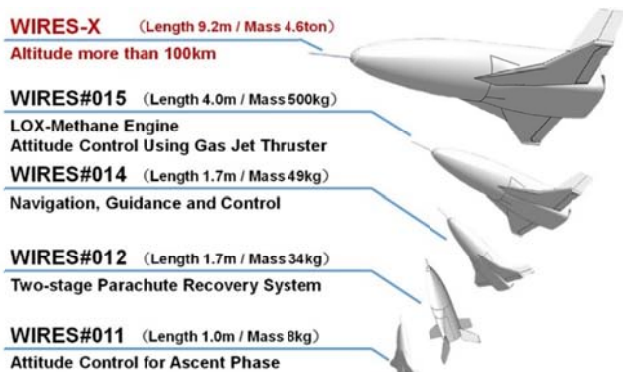 WIRES-X (Length 9.2m / Mass 4.6ton)
Altitude more than 100km
WIRES#015 (Length 4.0m / Mass 500kg)
LOX-Methane Engine
Attitude Control Using Gas Jet Thruster
WIRES#014 (Length 1.7m / Mass 49kg)
Navigation, Guidance and Control
WIRES#012 (Length 1.7m / Mass 34kg)
Two-stage Parachute Recovery System
WIRES#011 (Length 1.0m / Mass 8kg)
Attitude Control for Ascent Phase